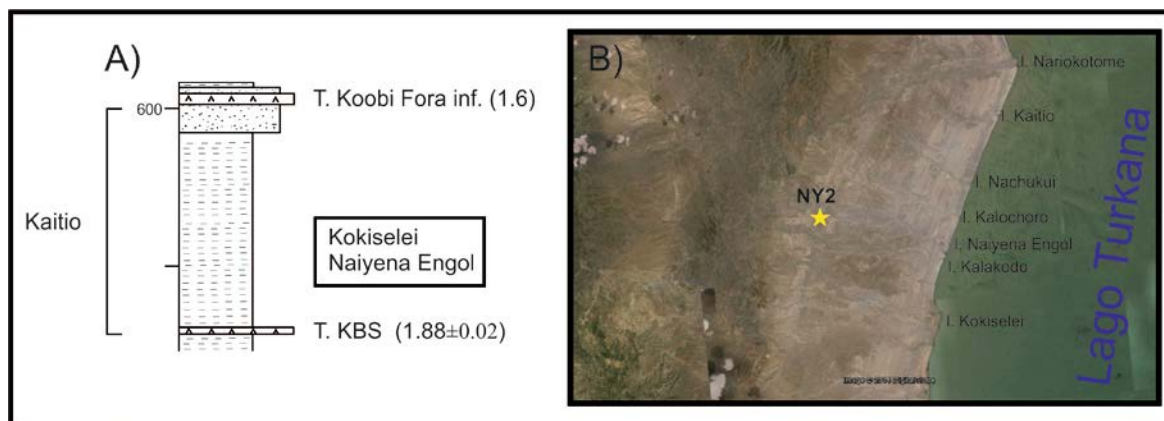 A)
T. Koobi Fora inf. (1.6)
600
Kaitio
Kokiselei
Naiyena Engol
T. KBS (1.88±0.02)
B)
I. Nariokotome
I. Kaitio
I. Nachukui
NY2
I. Kalochoro
I. Naiyena Engol
I. Kalakodo
I. Kokiselei
Lago Turkana
Image ©